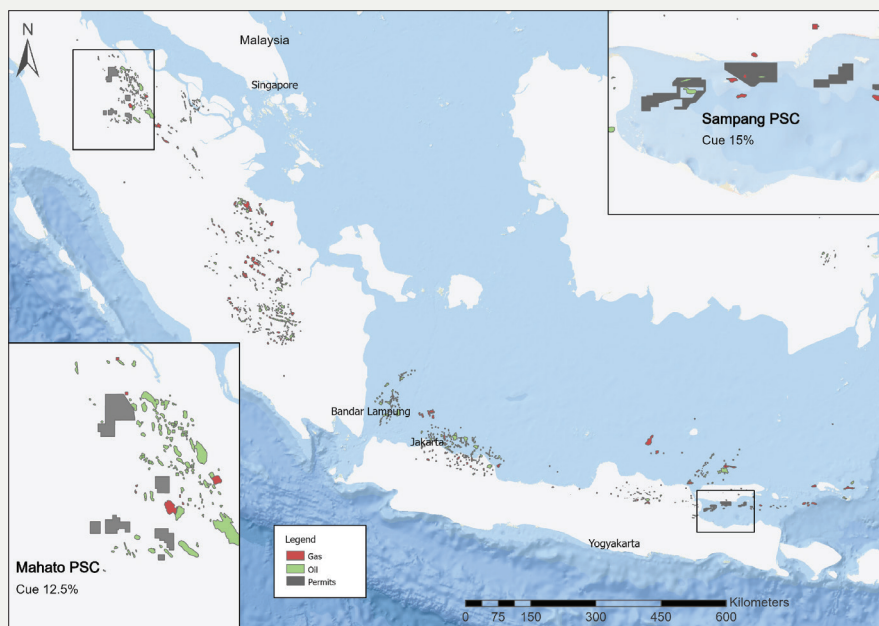 N
Malaysia
Singapore
Sampang PSC
Cue 15%
Bandar Lampung
Jakarta
Yogyakarta
Mahato PSC
Cue 12.5%
Legend
Gas
Oil
Permits
Kilometers
0 75 150 300 450 600